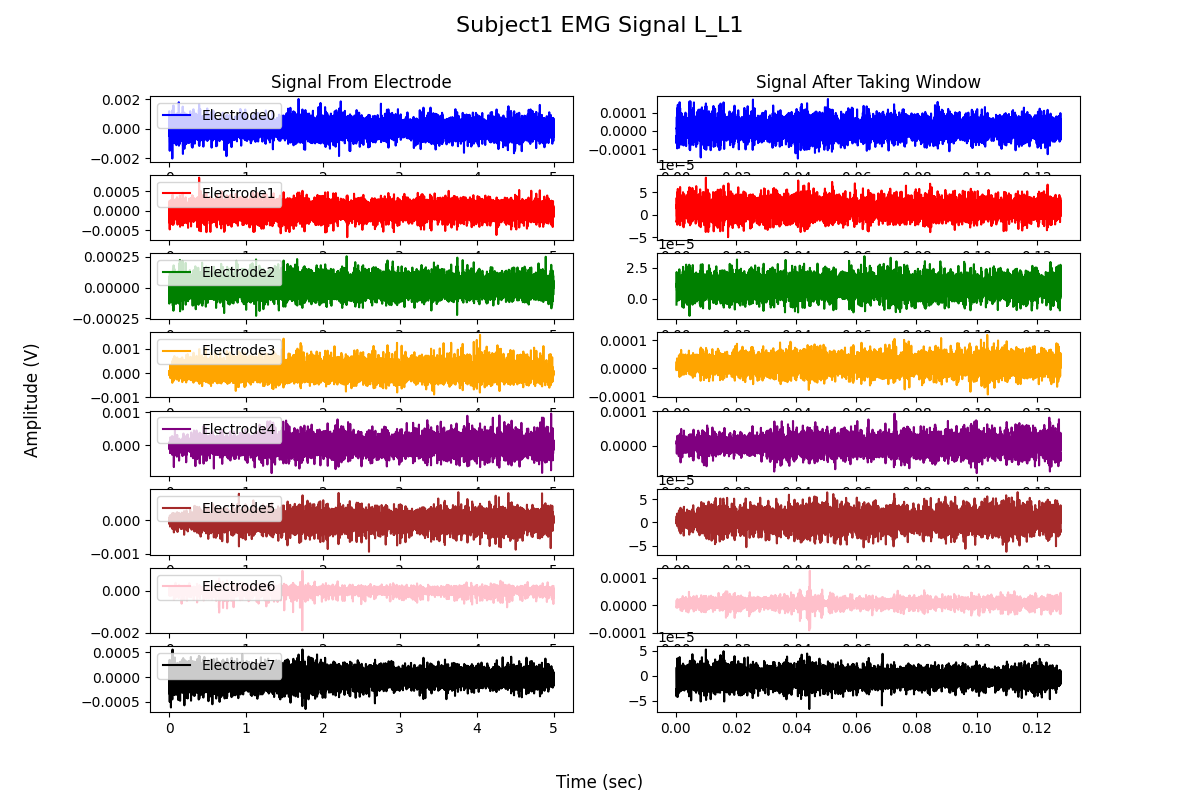 Subject1 EMG Signal L_L1
Signal From Electrode
Signal After Taking Window
Amplitude (V)
0.002
0.000
−0.002
Electrode0
0.0001
0.0000
−0.0001
0.0005
0.0000
−0.0005
Electrode1
1e−5
5
0
−5
0.00025
0.00000
−0.00025
Electrode2
1e−5
2.5
0.0
0.001
0.000
−0.001
Electrode3
0.0001
0.0000
−0.0001
0.001
0.000
Electrode4
0.0001
0.0000
0.000
−0.001
Electrode5
1e−5
5
0
−5
0.000
−0.002
Electrode6
0.0001
0.0000
−0.0001
0.0005
0.0000
−0.0005
Electrode7
1e−5
5
0
−5
0 1 2 3 4 5
0.00 0.02 0.04 0.06 0.08 0.10 0.12
Time (sec)